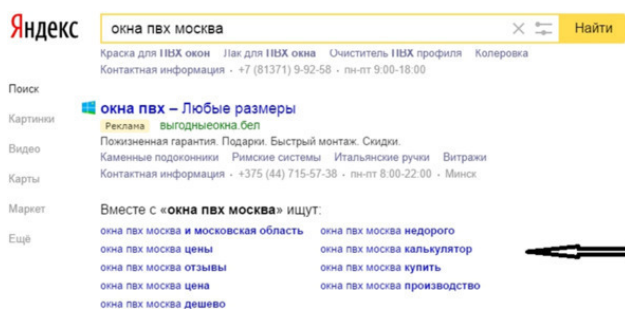 Яндекс
окна пвх москва
Найти
Краска для ПВХ окон Лак для ПВХ окна Очиститель ПВХ профиля Колеровка
Контактная информация · +7 (81371) 9-92-58 · пн-пт 9:00-18:00
Поиск
Картинки
Видео
Карты
Маркет
Ещё
окна пвх – Любые размеры
Реклама выгодныеокна.бел
Пожизненная гарантия. Подарки. Быстрый монтаж. Скидки.
Каменные подоконники Римские системы Итальянские ручки Витражи
Контактная информация · +375 (44) 715-57-38 · пн-пт 8:00-22:00 · Минск
Вместе с «окна пвх москва» ищут:
окна пвх москва и московская область
окна пвх москва цены
окна пвх москва отзывы
окна пвх москва цена
окна пвх москва дешево
окна пвх москва недорого
окна пвх москва калькулятор
окна пвх москва купить
окна пвх москва производство